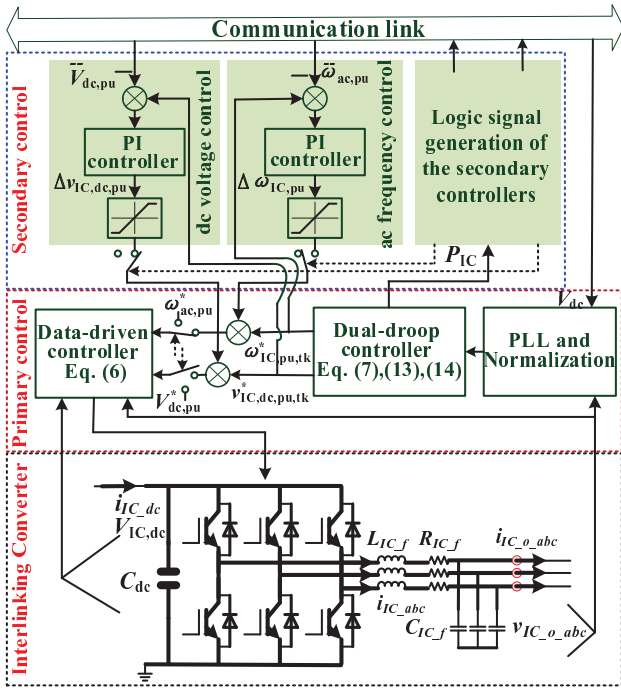 Communication link
Secondary control
V̄dc,pu
PI
controller
ΔvIC,dc,pu
dc voltage control
ω̄ac,pu
PI
controller
Δ ωIC,pu
ac frequency control
Logic signal
generation of
the secondary
controllers
PIC
Primary control
Data-driven
controller
Eq. (6)
ω*ac,pu
V*dc,pu
ω*IC,pu,tk
v*IC,dc,pu,tk
Dual-droop
controller
Eq. (7),(13),(14)
Vdc
PLL and
Normalization
Interlinking Converter
iIC_dc
VIC,dc
Cdc
LIC_f
RIC_f
iIC_o_abc
iIC_abc
CIC_f
vIC_o_abc